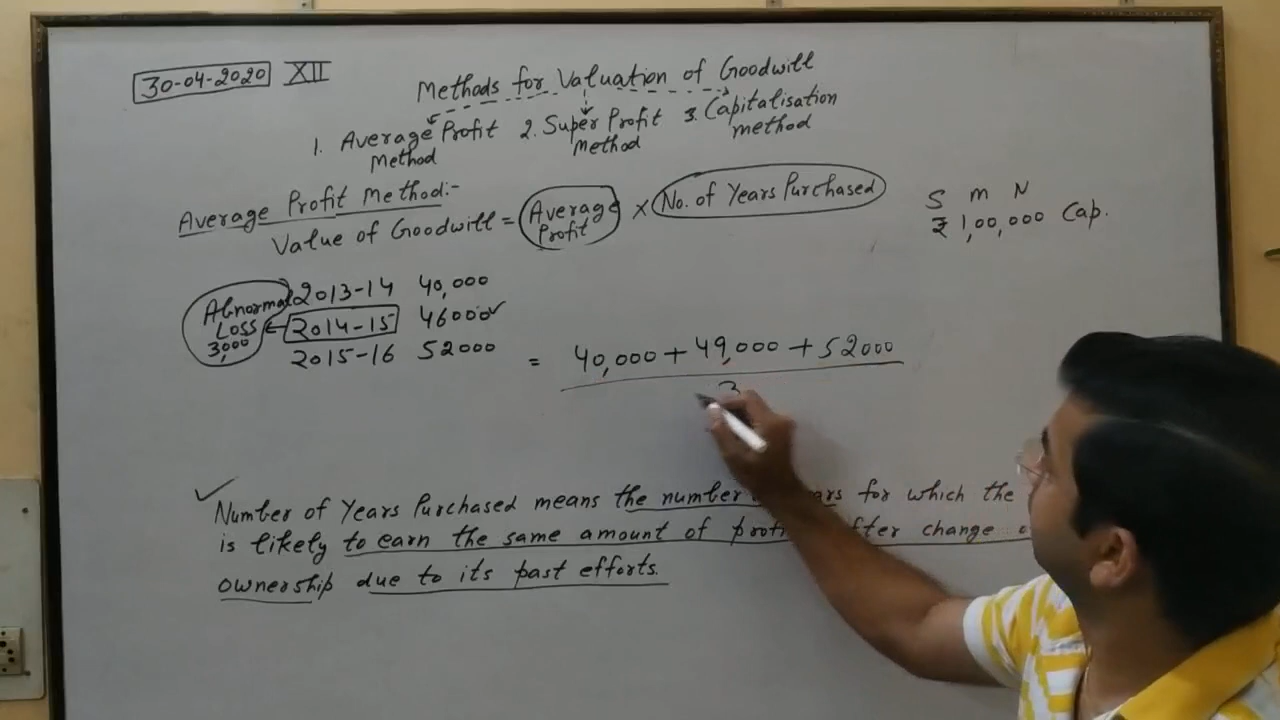 30-04-2020 XII
Methods for Valuation of Goodwill
1. Average Profit Method 2. Super Profit Method 3. Capitalisation method
Average Profit Method:-
Value of Goodwill = Average Profit × No. of Years Purchased
S M N
₹ 1,00,000 Cap.
Abnormal Loss 3,000
2013-14 40,000
2014-15 46000 ✓
2015-16 52000
= 40,000 + 49,000 + 52000
3
✓ Number of Years Purchased means the number years for which the
is likely to earn the same amount of profit after change
ownership due to its past efforts.